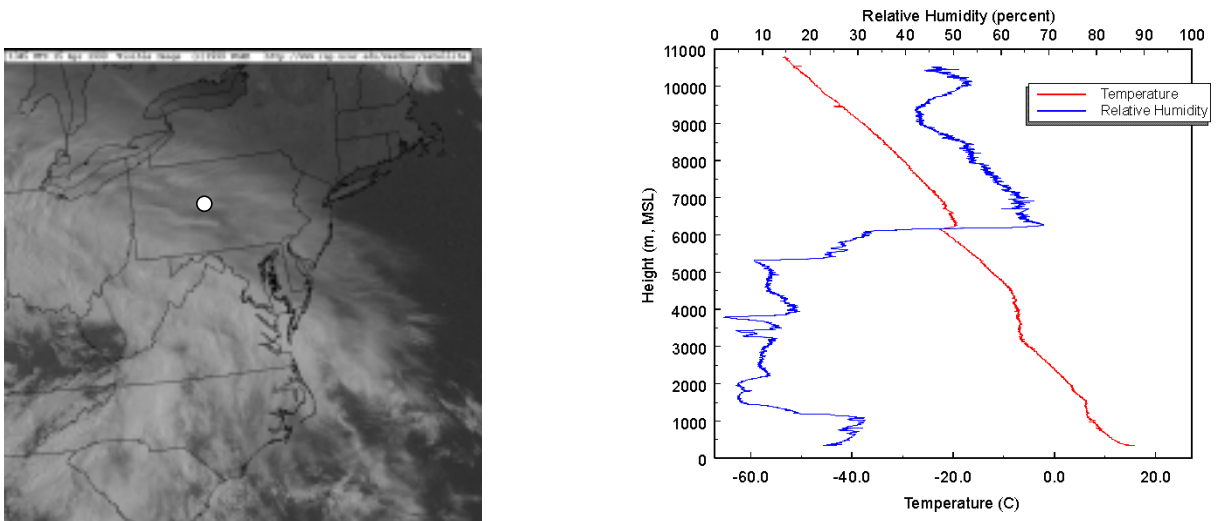 Relative Humidity (percent)
0 10 20 30 40 50 60 70 80 90 100
11000
10000
9000
8000
7000
6000
5000
4000
3000
2000
1000
0
Height (m, MSL)
Temperature
Relative Humidity
-60.0 -40.0 -20.0 0.0 20.0
Temperature (C)